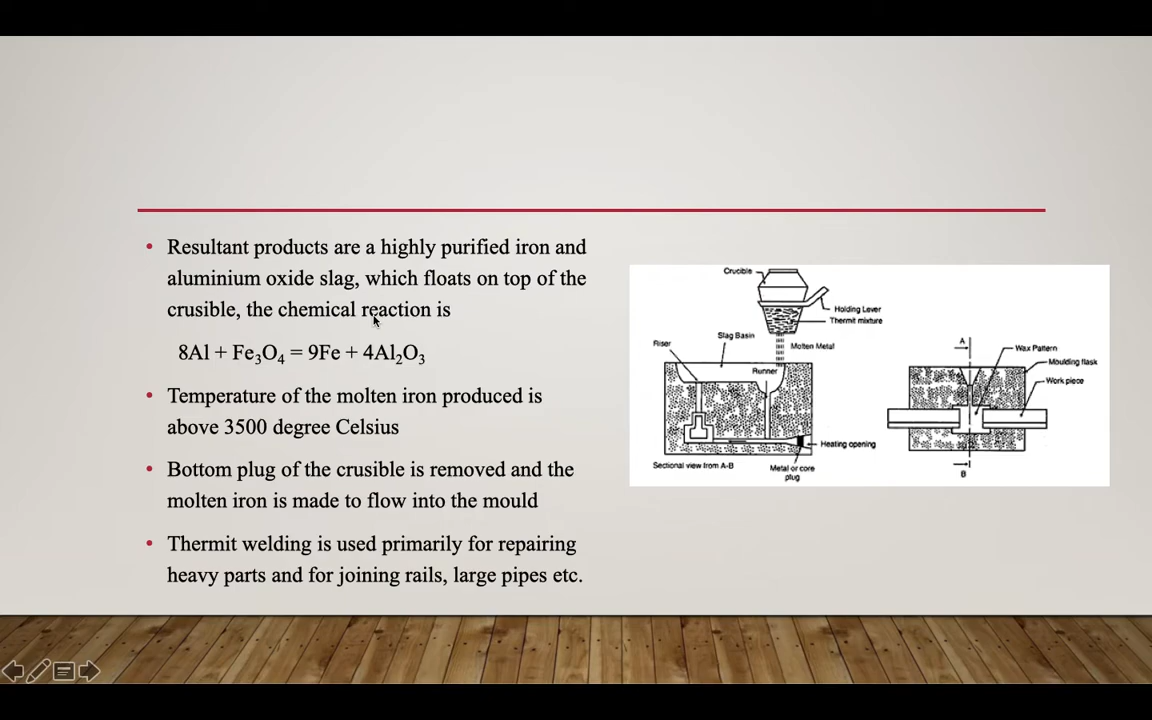 • Resultant products are a highly purified iron and
aluminium oxide slag, which floats on top of the
crusible, the chemical reaction is
8Al + Fe₃O₄ = 9Fe + 4Al₂O₃
• Temperature of the molten iron produced is
above 3500 degree Celsius
• Bottom plug of the crusible is removed and the
molten iron is made to flow into the mould
• Thermit welding is used primarily for repairing
heavy parts and for joining rails, large pipes etc.
Crucible
Holding Lever
Thermit mixture
Slag Basin
Molten Metal
Riser
Runner
Heating opening
Sectional view from A-B
Metal or core
plug
A
Wax Pattern
Moulding flask
Work piece
B